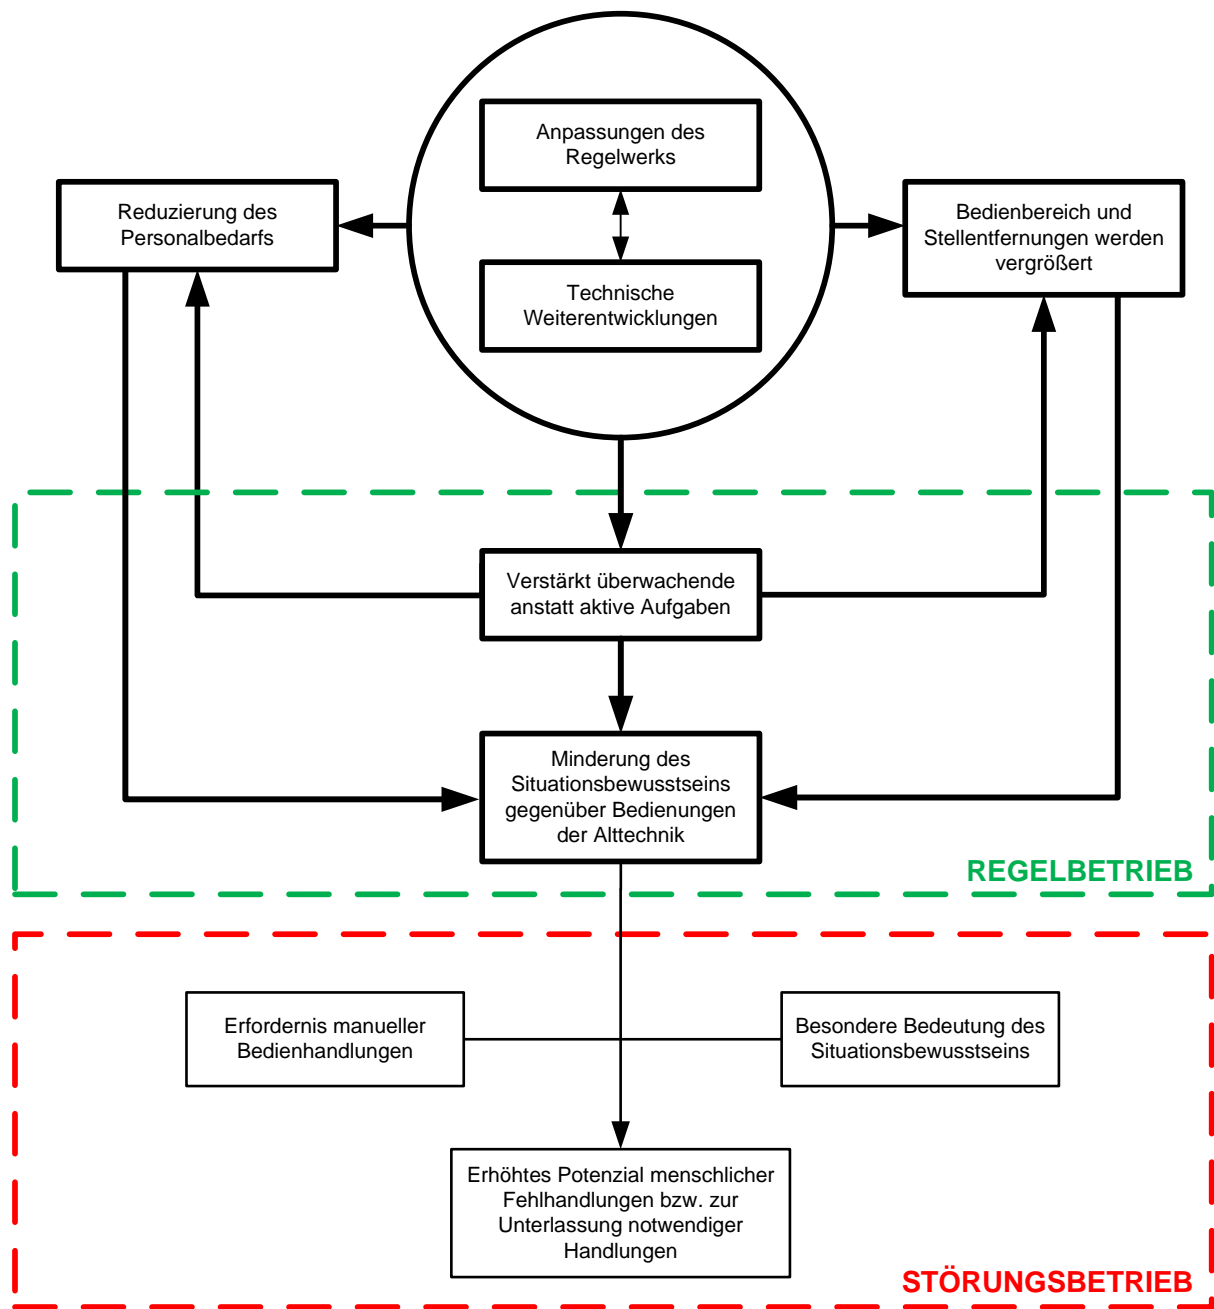 Anpassungen des
Regelwerks
Reduzierung des
Personalbedarfs
Bedienbereich und
Stellentfernungen werden
vergrößert
Technische
Weiterentwicklungen
Verstärkt überwachende
anstatt aktive Aufgaben
Minderung des
Situationsbewusstseins
gegenüber Bedienungen
der Alttechnik
REGELBETRIEB
Erfordernis manueller
Bedienhandlungen
Besondere Bedeutung des
Situationsbewusstseins
Erhöhtes Potenzial menschlicher
Fehlhandlungen bzw. zur
Unterlassung notwendiger
Handlungen
STÖRUNGSBETRIEB